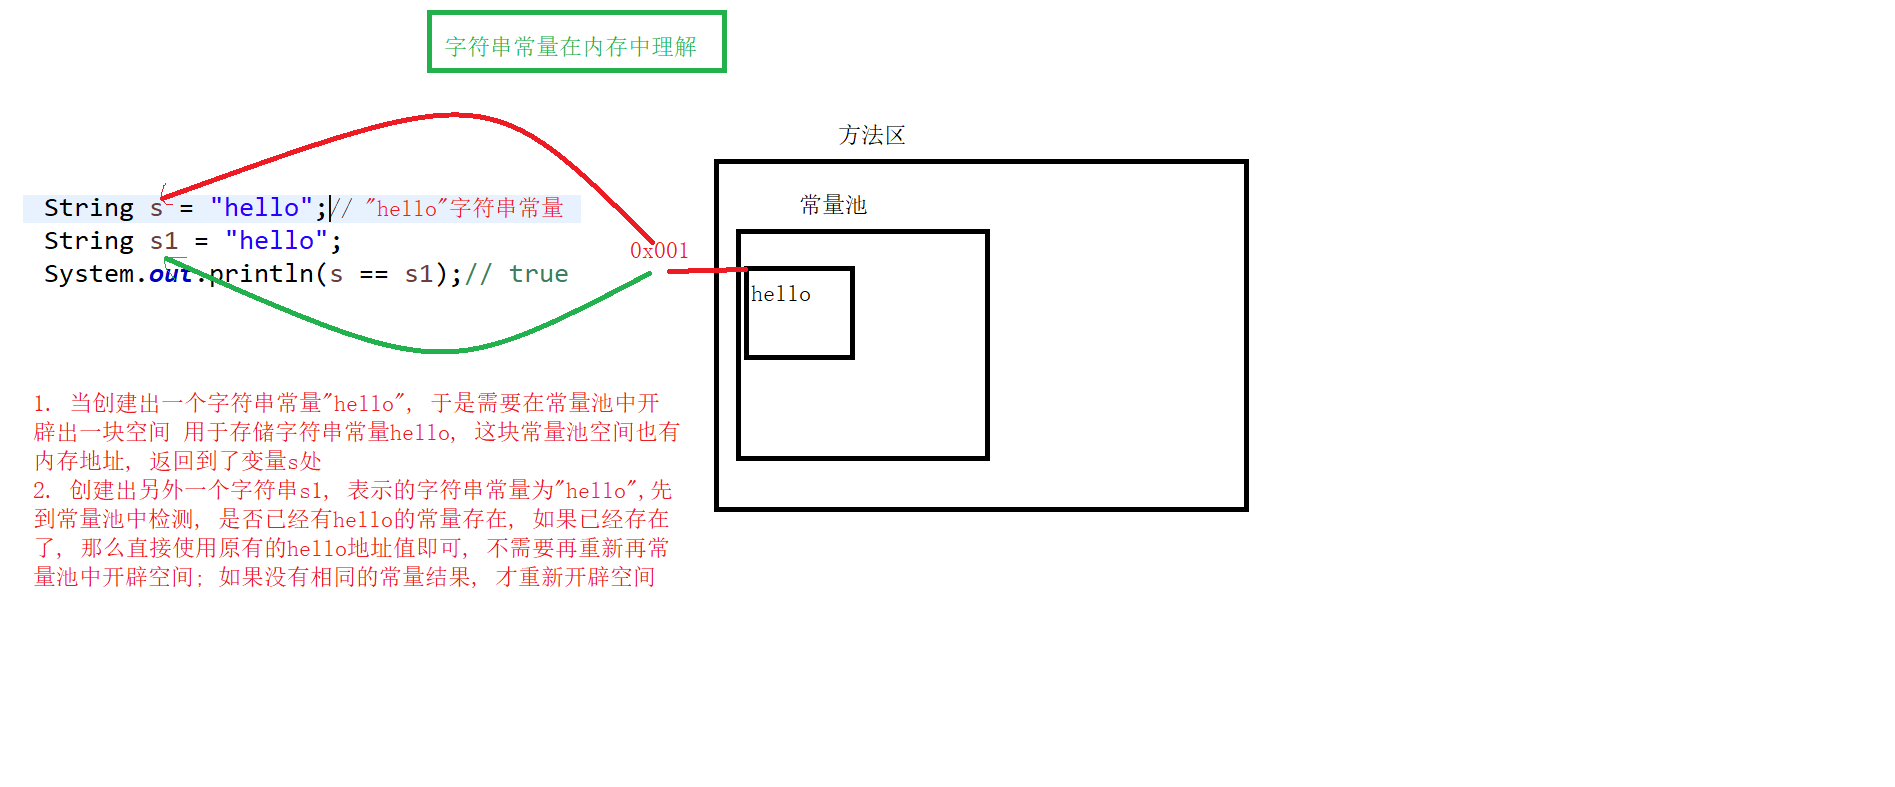 字符串常量在内存中理解
方法区
常量池
String s = "hello";// "hello"字符串常量
String s1 = "hello";
System.out.println(s == s1);// true
0x001
hello
1. 当创建出一个字符串常量"hello", 于是需要在常量池中开
辟出一块空间 用于存储字符串常量hello, 这块常量池空间也有
内存地址, 返回到了变量s处
2. 创建出另外一个字符串s1, 表示的字符串常量为"hello",先
到常量池中检测, 是否已经有hello的常量存在, 如果已经存在
了, 那么直接使用原有的hello地址值即可, 不需要再重新再常
量池中开辟空间; 如果没有相同的常量结果, 才重新开辟空间